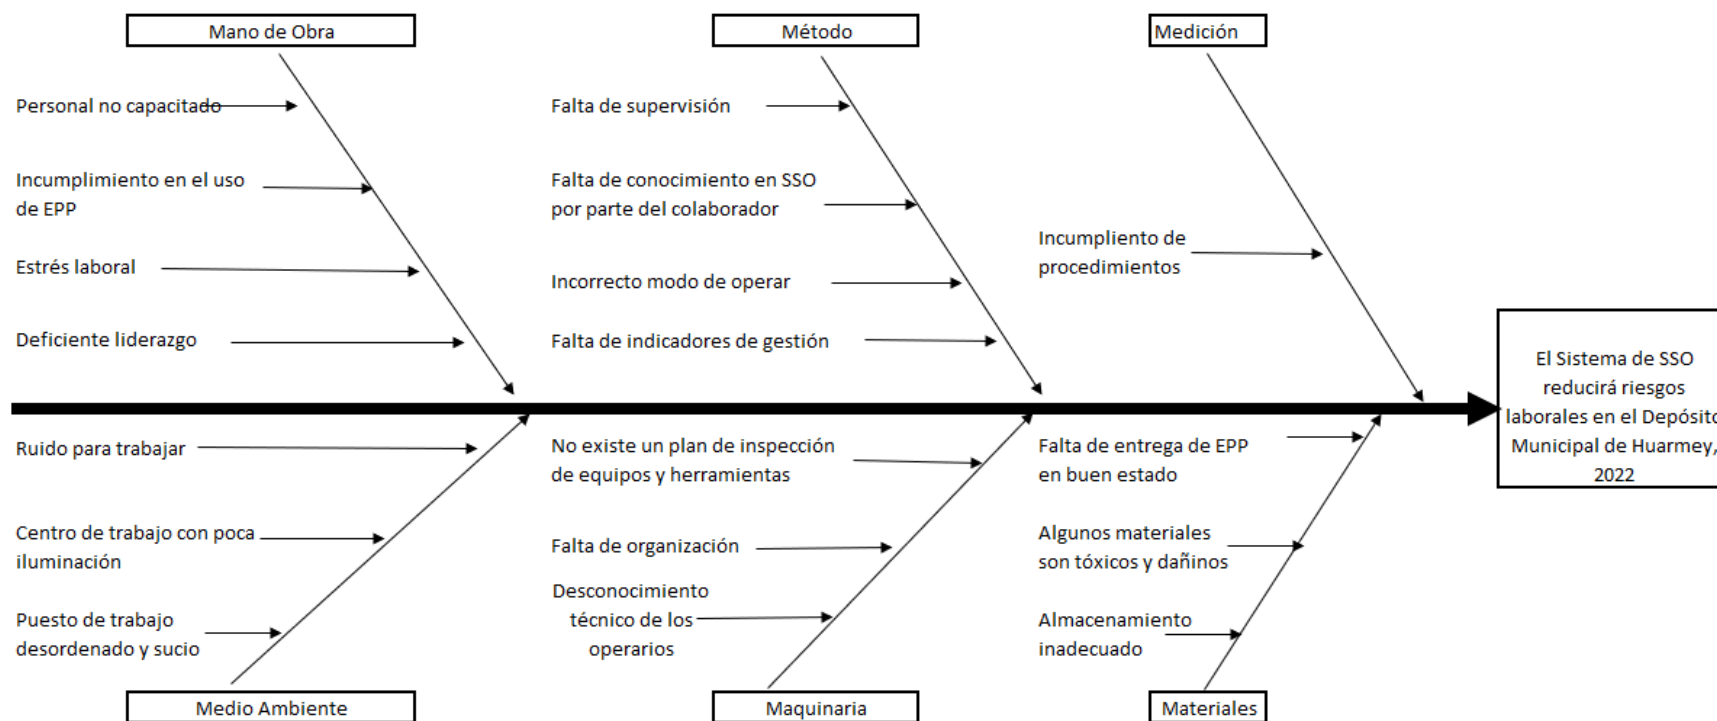 Mano de Obra
Método
Medición
Personal no capacitado
Incumplimiento en el uso
de EPP
Estrés laboral
Deficiente liderazgo
Falta de supervisión
Falta de conocimiento en SSO
por parte del colaborador
Incorrecto modo de operar
Falta de indicadores de gestión
Incumpliento de
procedimientos
El Sistema de SSO
reducirá riesgos
laborales en el Depósito
Municipal de Huarmey,
2022
Ruido para trabajar
Centro de trabajo con poca
iluminación
Puesto de trabajo
desordenado y sucio
No existe un plan de inspección
de equipos y herramientas
Falta de organización
Desconocimiento
técnico de los
operarios
Falta de entrega de EPP
en buen estado
Algunos materiales
son tóxicos y dañinos
Almacenamiento
inadecuado
Medio Ambiente
Maquinaria
Materiales